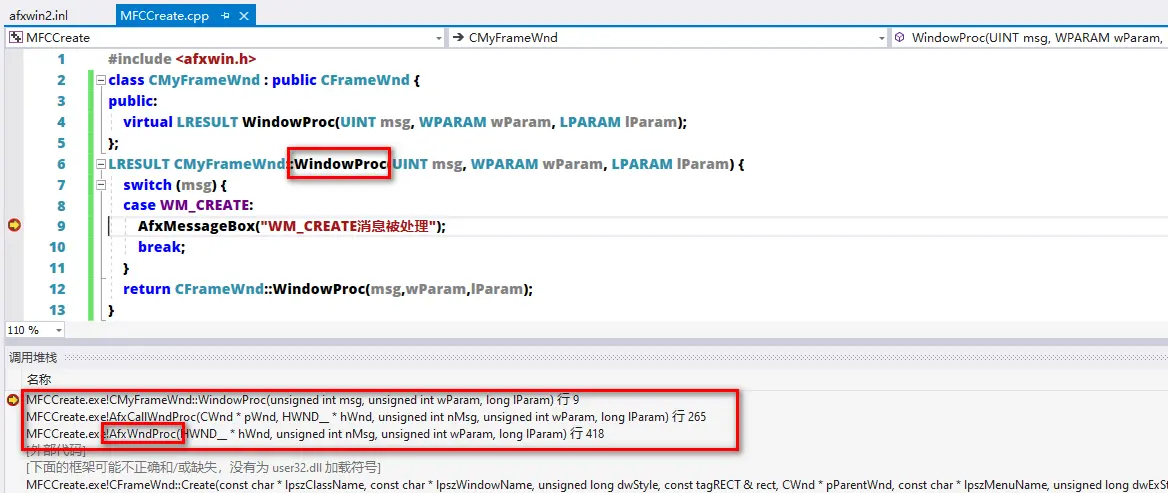 afxwin2.inl MFCCreate.cpp
MFCCreate CMyFrameWnd WindowProc(UINT msg, WPARAM wParam,
1 #include <afxwin.h>
2 class CMyFrameWnd : public CFrameWnd {
3 public:
4 virtual LRESULT WindowProc(UINT msg, WPARAM wParam, LPARAM lParam);
5 };
6 LRESULT CMyFrameWnd::WindowProc(UINT msg, WPARAM wParam, LPARAM lParam) {
7 switch (msg) {
8 case WM_CREATE:
9 AfxMessageBox("WM_CREATE消息被处理");
10 break;
11 }
12 return CFrameWnd::WindowProc(msg,wParam,lParam);
13 }
110 %
调用堆栈
名称
MFCCreate.exe!CMyFrameWnd::WindowProc(unsigned int msg, unsigned int wParam, long lParam) 行 9
MFCCreate.exe!AfxCallWndProc(CWnd * pWnd, HWND__ * hWnd, unsigned int nMsg, unsigned int wParam, long lParam) 行 265
MFCCreate.exe!AfxWndProc(HWND__ * hWnd, unsigned int nMsg, unsigned int wParam, long lParam) 行 418
[外部代码]
[下面的框架可能不正确和/或缺失，没有为 user32.dll 加载符号]
MFCCreate.exe!CFrameWnd::Create(const char * lpszClassName, const char * lpszWindowName, unsigned long dwStyle, const tagRECT & rect, CWnd * pParentWnd, const char * lpszMenuName, unsigned long dwExSt